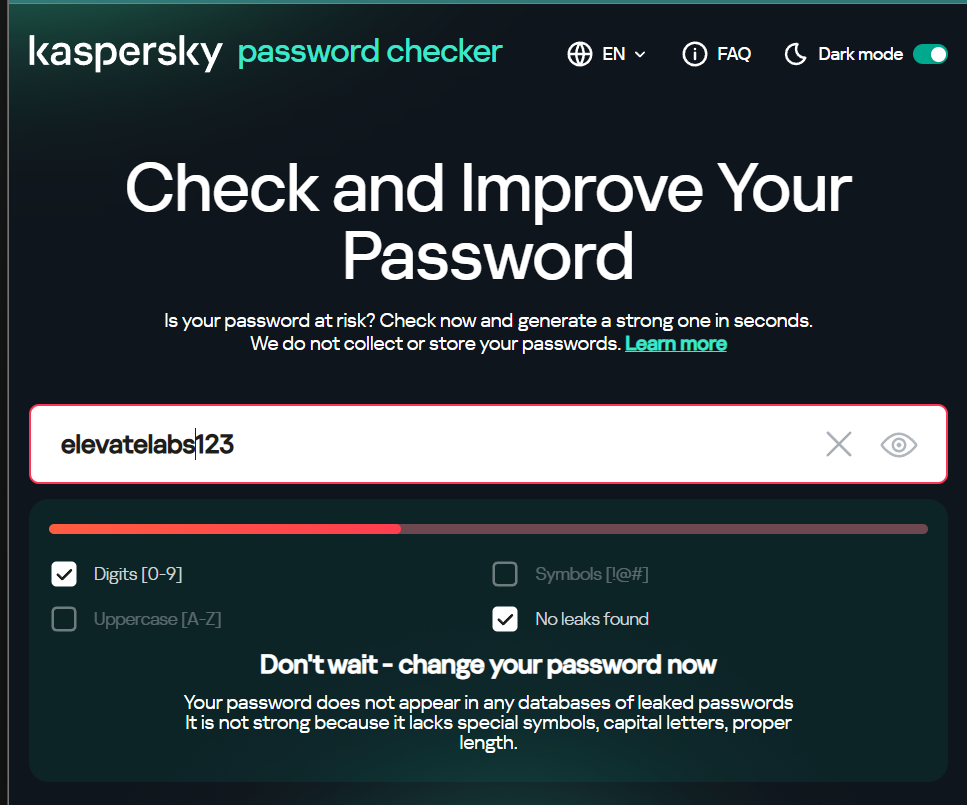 kaspersky password checker
EN
FAQ
Dark mode
Check and Improve Your
Password
Is your password at risk? Check now and generate a strong one in seconds.
We do not collect or store your passwords. Learn more
elevatelabs123
Digits [0-9]
Symbols [!@#]
Uppercase [A-Z]
No leaks found
Don't wait - change your password now
Your password does not appear in any databases of leaked passwords
It is not strong because it lacks special symbols, capital letters, proper
length.